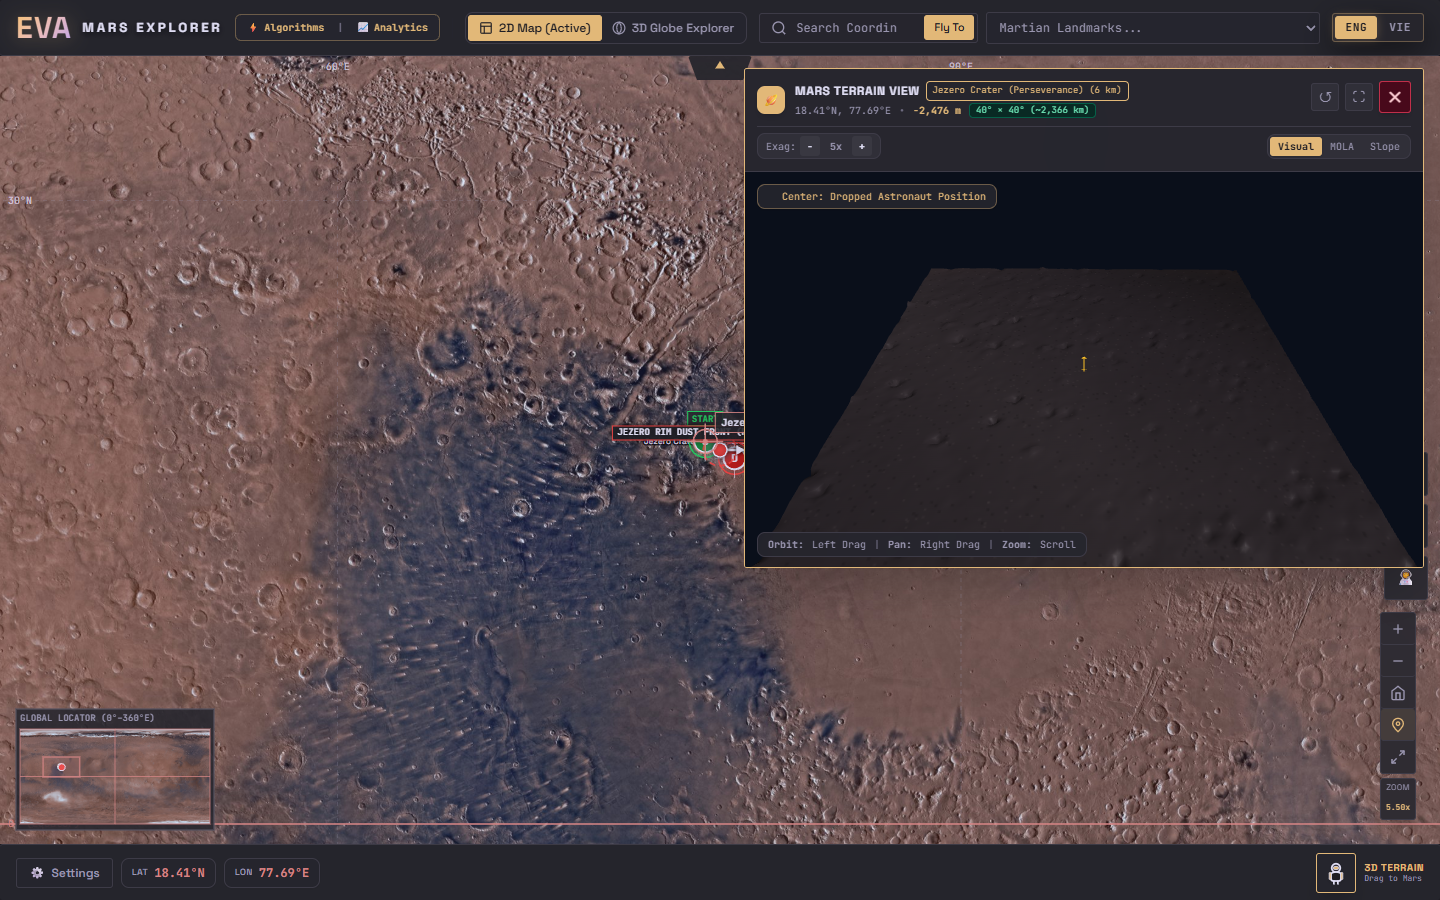 EVA MARS EXPLORER
Algorithms | Analytics
2D Map (Active)
3D Globe Explorer
Search Coordin
Fly To
Martian Landmarks...
ENG VIE
60°E
90°E
30°N
MARS TERRAIN VIEW
Jezero Crater (Perseverance) (6 km)
18.41°N, 77.69°E · -2,476 m
40° × 40° (~2,366 km)
Exag: - 5x +
Visual MOLA Slope
Center: Dropped Astronaut Position
Orbit: Left Drag | Pan: Right Drag | Zoom: Scroll
STAR
Jeze
JEZERO RIM DUST
Jezero Cra
GLOBAL LOCATOR (0°-360°E)
ZOOM
5.50x
Settings
LAT 18.41°N
LON 77.69°E
3D TERRAIN
Drag to Mars